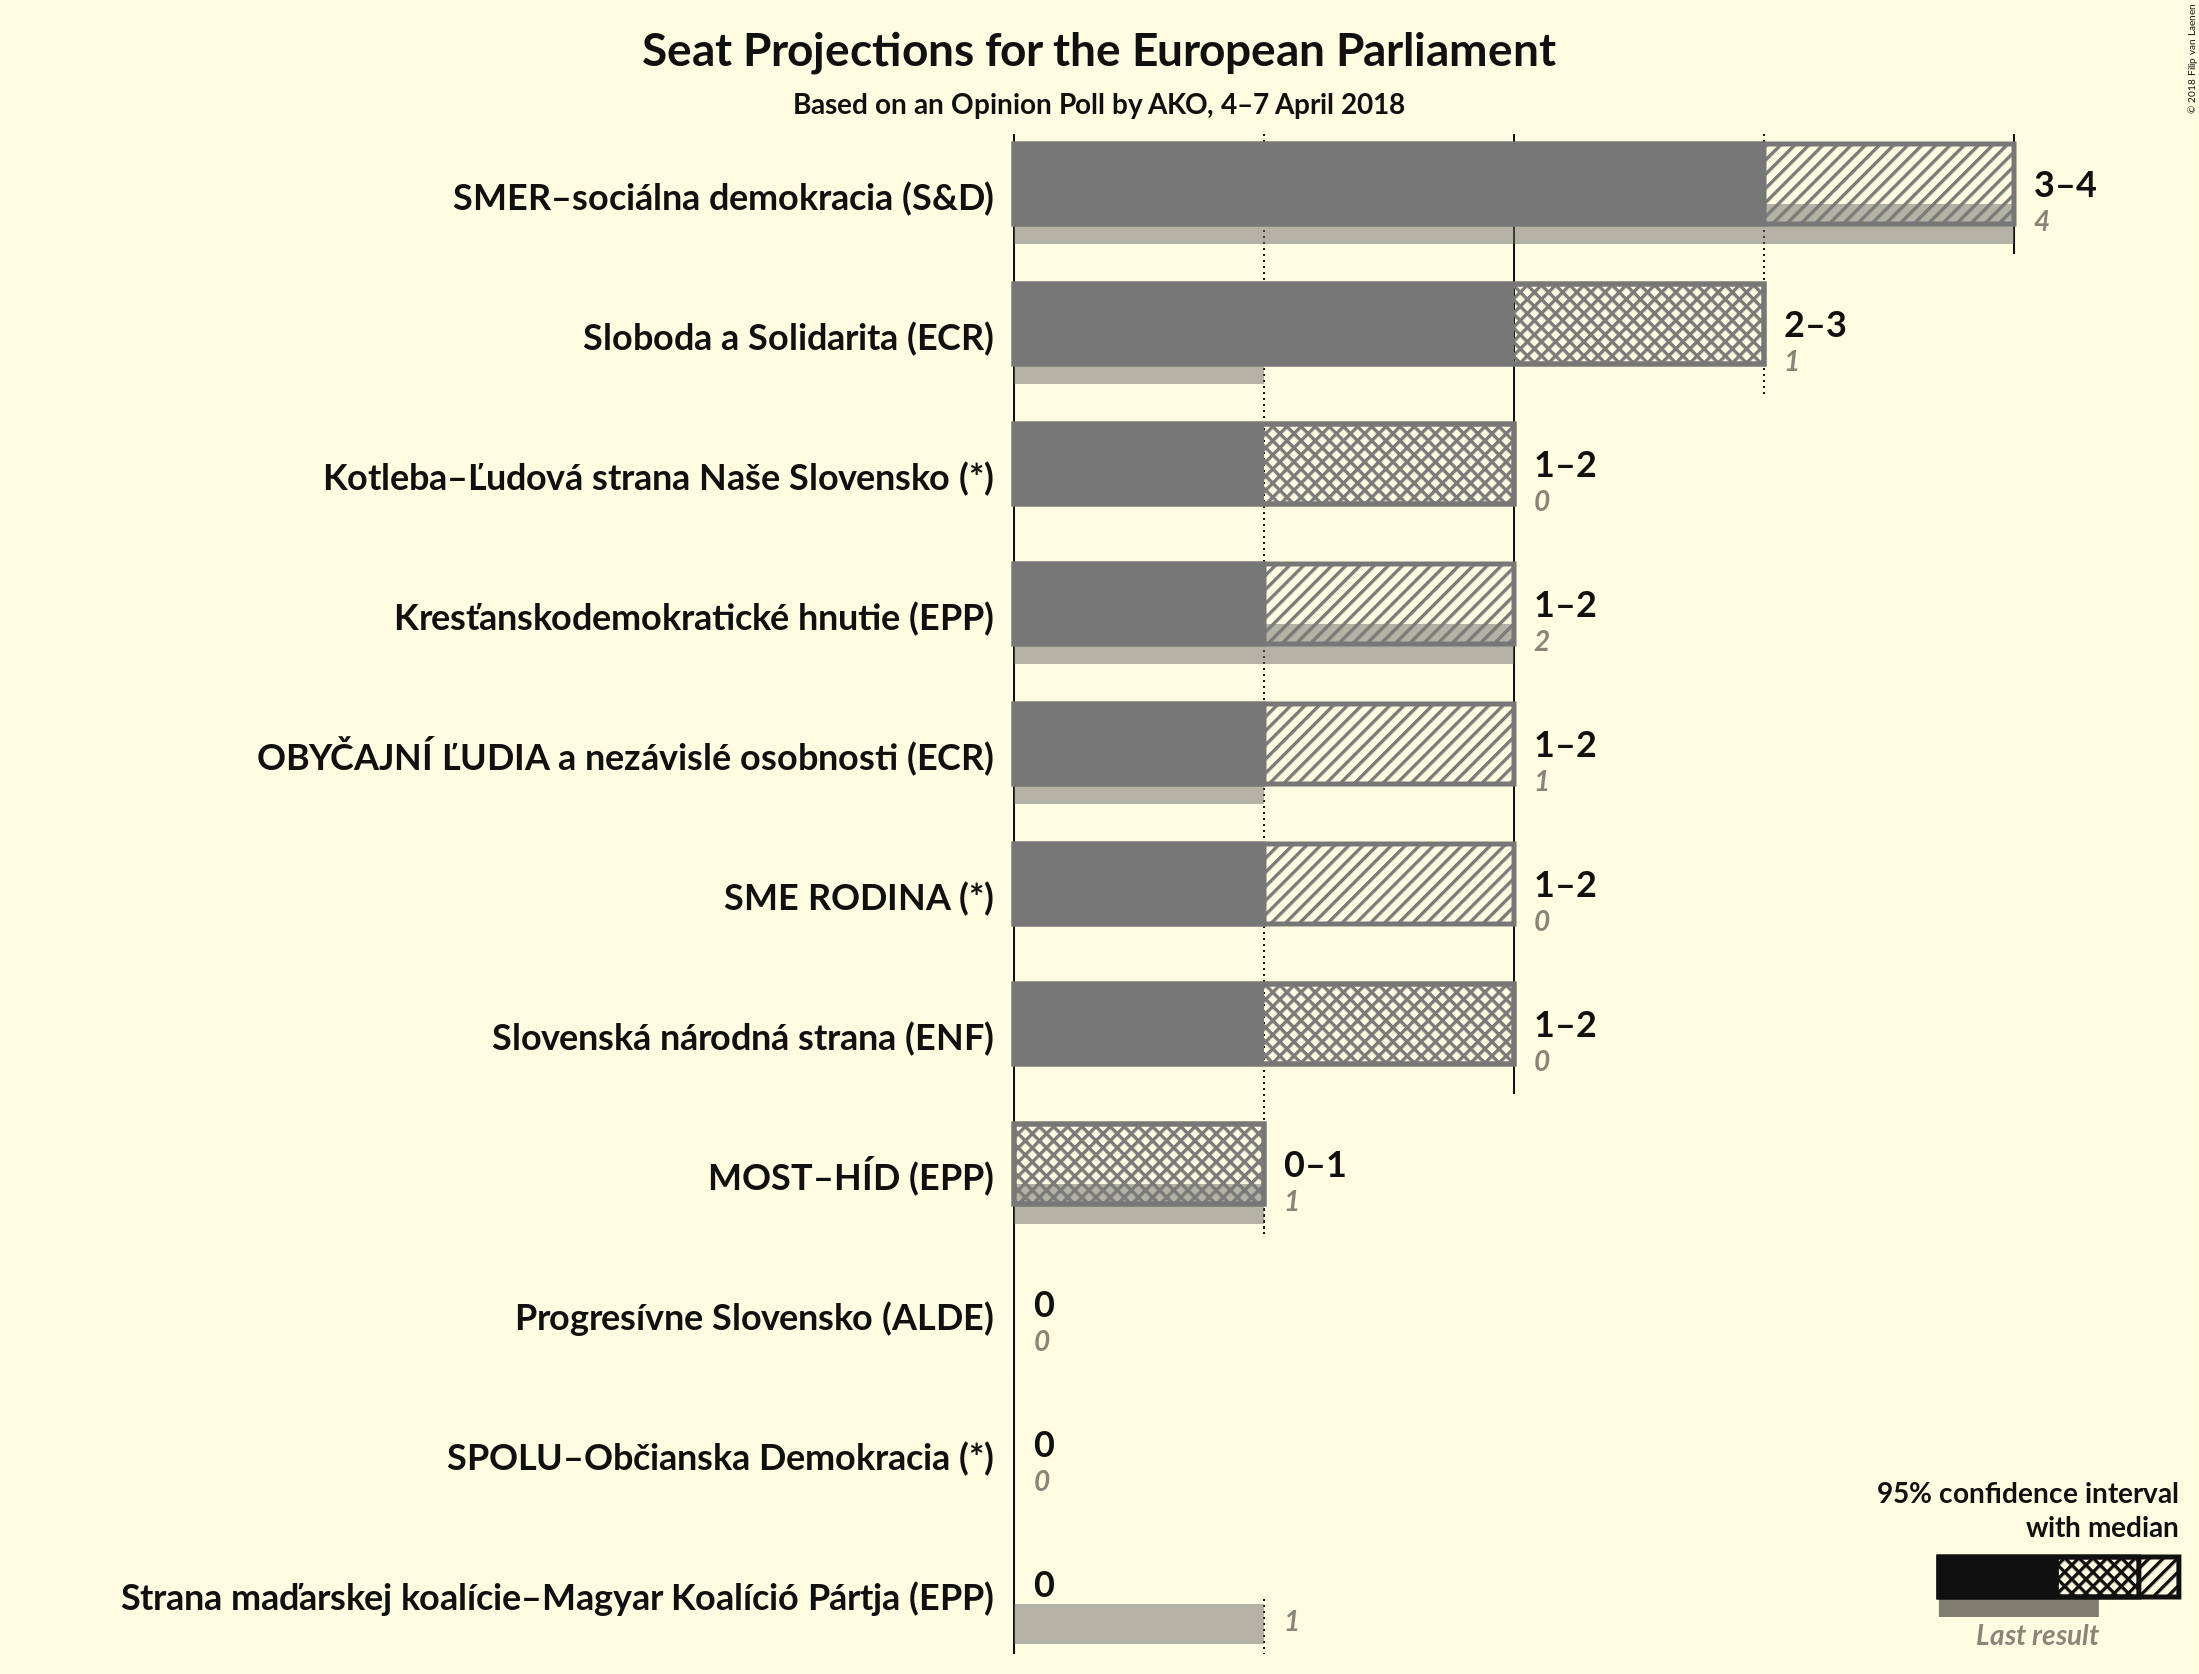 Seat Projections for the European Parliament
Based on an Opinion Poll by AKO, 4–7 April 2018
© 2018 Filip van Laenen
SMER–sociálna demokracia (S&D)
3–4
4
Sloboda a Solidarita (ECR)
2–3
1
Kotleba–Ľudová strana Naše Slovensko (*)
1–2
0
Kresťanskodemokratické hnutie (EPP)
1–2
2
OBYČAJNÍ ĽUDIA a nezávislé osobnosti (ECR)
1–2
1
SME RODINA (*)
1–2
0
Slovenská národná strana (ENF)
1–2
0
MOST–HÍD (EPP)
0–1
1
Progresívne Slovensko (ALDE)
0
0
SPOLU–Občianska Demokracia (*)
0
0
Strana maďarskej koalície–Magyar Koalíció Pártja (EPP)
0
1
95% confidence interval
with median
Last result